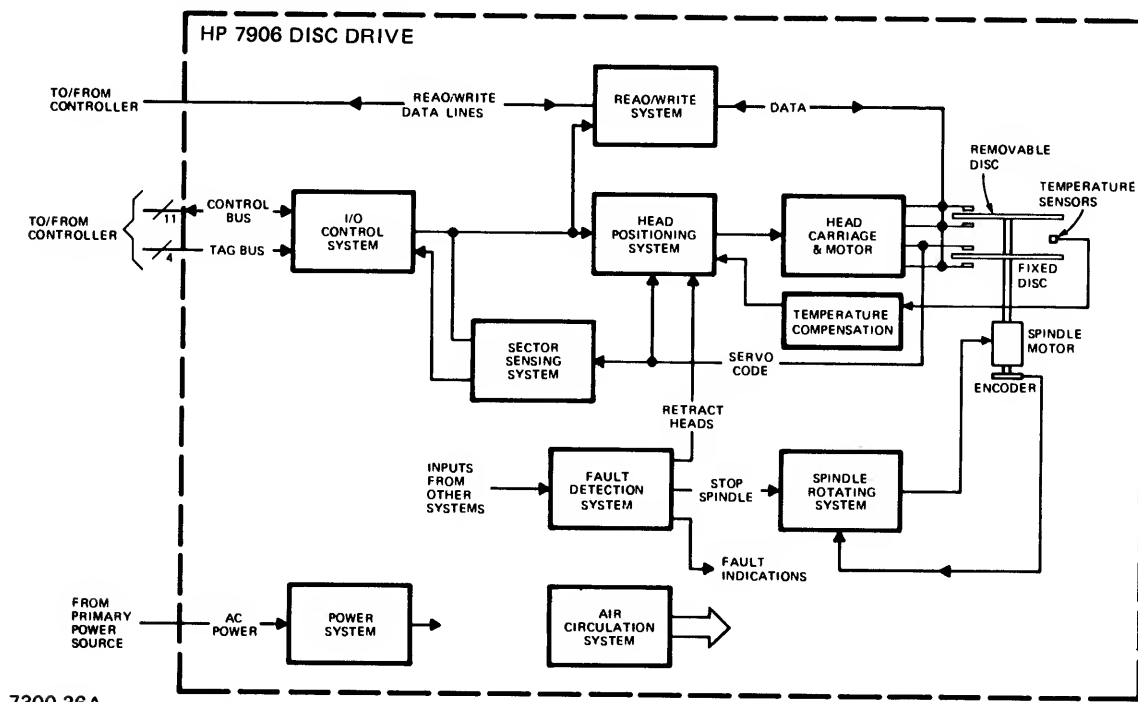 HP 7906 DISC DRIVE
TO/FROM
CONTROLLER
REAO/WRITE
DATA LINES
REAO/WRITE
SYSTEM
DATA
REMOVABLE
DISC
TEMPERATURE
SENSORS
TO/FROM
CONTROLLER
11
CONTROL
BUS
4
TAG BUS
I/O
CONTROL
SYSTEM
HEAD
POSITIONING
SYSTEM
HEAD
CARRIAGE
& MOTOR
FIXED
DISC
TEMPERATURE
COMPENSATION
SPINDLE
MOTOR
ENCODER
SECTOR
SENSING
SYSTEM
SERVO
CODE
RETRACT
HEADS
INPUTS
FROM
OTHER
SYSTEMS
FAULT
DETECTION
SYSTEM
STOP
SPINDLE
SPINDLE
ROTATING
SYSTEM
FAULT
INDICATIONS
FROM
PRIMARY
POWER
SOURCE
AC
POWER
POWER
SYSTEM
AIR
CIRCULATION
SYSTEM